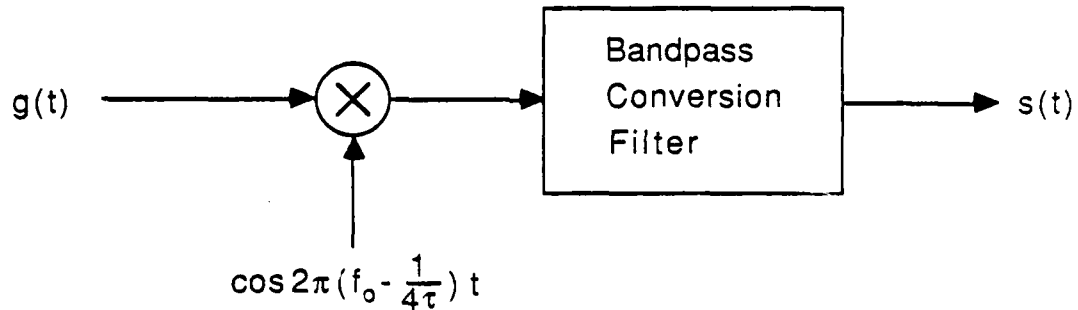 g(t)
Bandpass
Conversion
Filter
s(t)
cos 2π(f₀ - 1/4τ) t